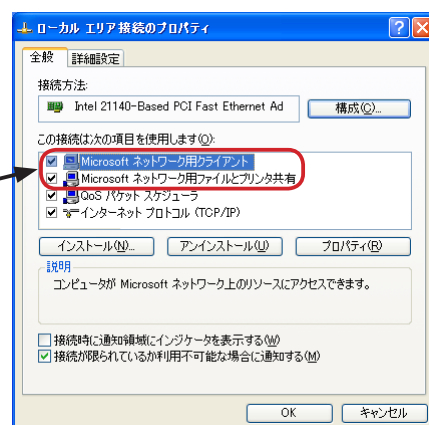 ローカル エリア接続のプロパティ
全般 詳細設定
接続方法:
Intel 21140-Based PCI Fast Ethernet Ad 構成(C)...
この接続は次の項目を使用します(O):
Microsoft ネットワーク用クライアント
Microsoft ネットワーク用ファイルとプリンタ共有
QoS パケット スケジューラ
インターネット プロトコル (TCP/IP)
インストール(N)... アンインストール(U) プロパティ(R)
説明
コンピュータが Microsoft ネットワーク上のリソースにアクセスできます。
接続時に通知領域にインジケータを表示する(W)
接続が限られているか利用不可能な場合に通知する(M)
OK キャンセル